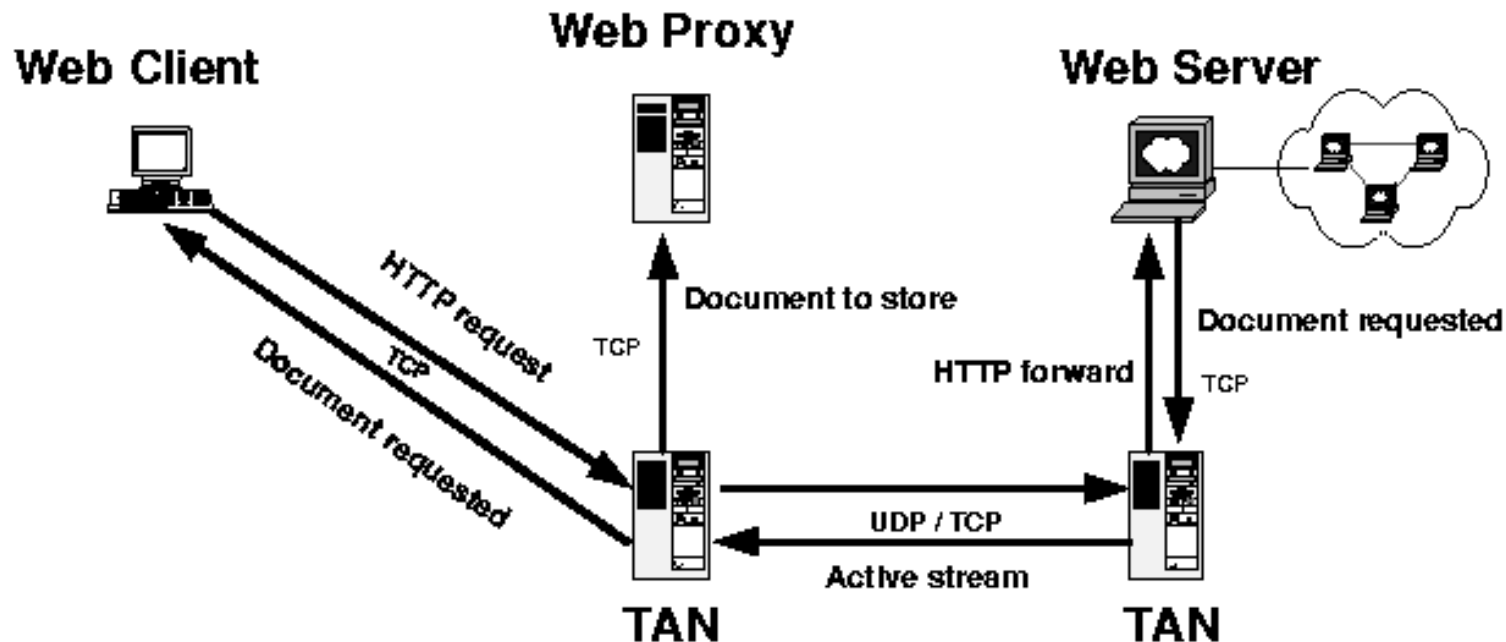 Web Proxy
Web Client
Web Server
HTTP request
TCP
Document requested
Document to store
TCP
Document requested
HTTP forward
TCP
UDP / TCP
Active stream
TAN
TAN